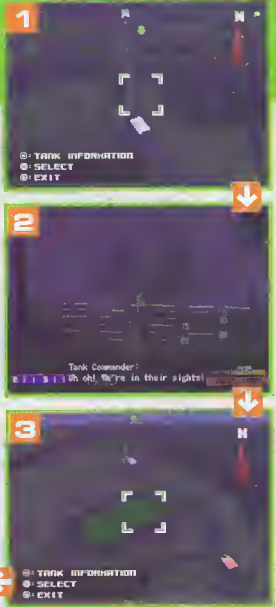 1
N
⊗: TANK INFORMATION
◎: SELECT
◎: EXIT
2
Tank Commander:
Uh oh! We're in their sights!
3
N
◎: TANK INFORMATION
◎: SELECT
◎: EXIT